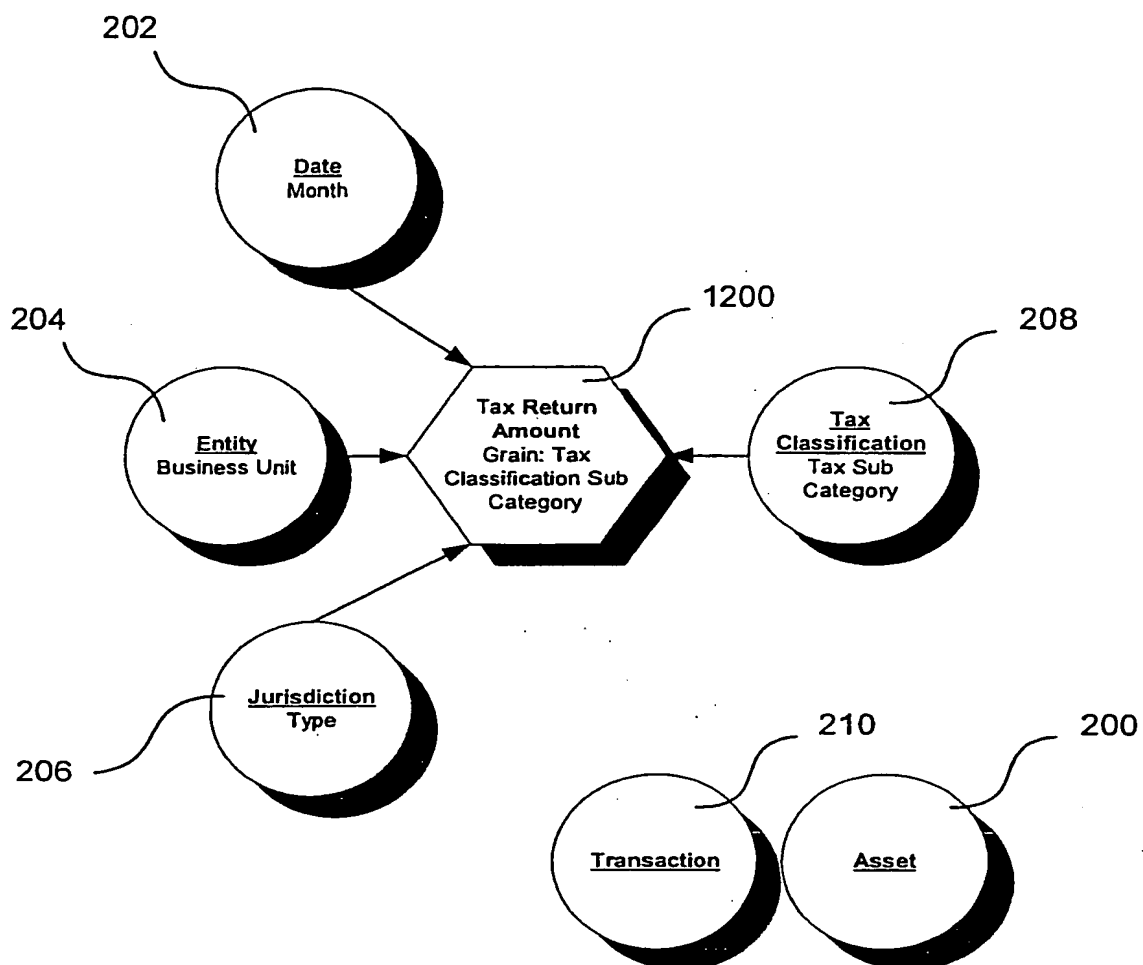 202
Date
Month
204
1200
208
Entity
Business Unit
Tax Return
Amount
Grain: Tax
Classification Sub
Category
Tax
Classification
Tax Sub
Category
Jurisdiction
Type
206
210
200
Transaction
Asset